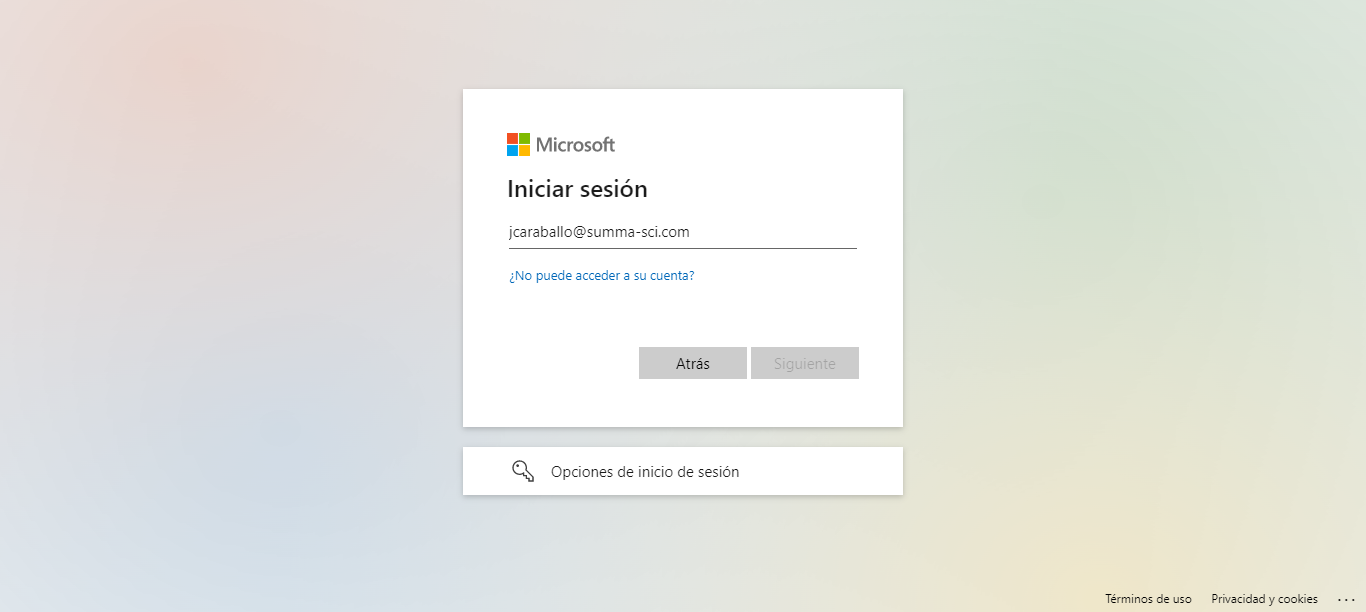 Microsoft
Iniciar sesión
jcaraballo@summa-sci.com
¿No puede acceder a su cuenta?
Atrás Siguiente
Opciones de inicio de sesión
Términos de uso Privacidad y cookies ...